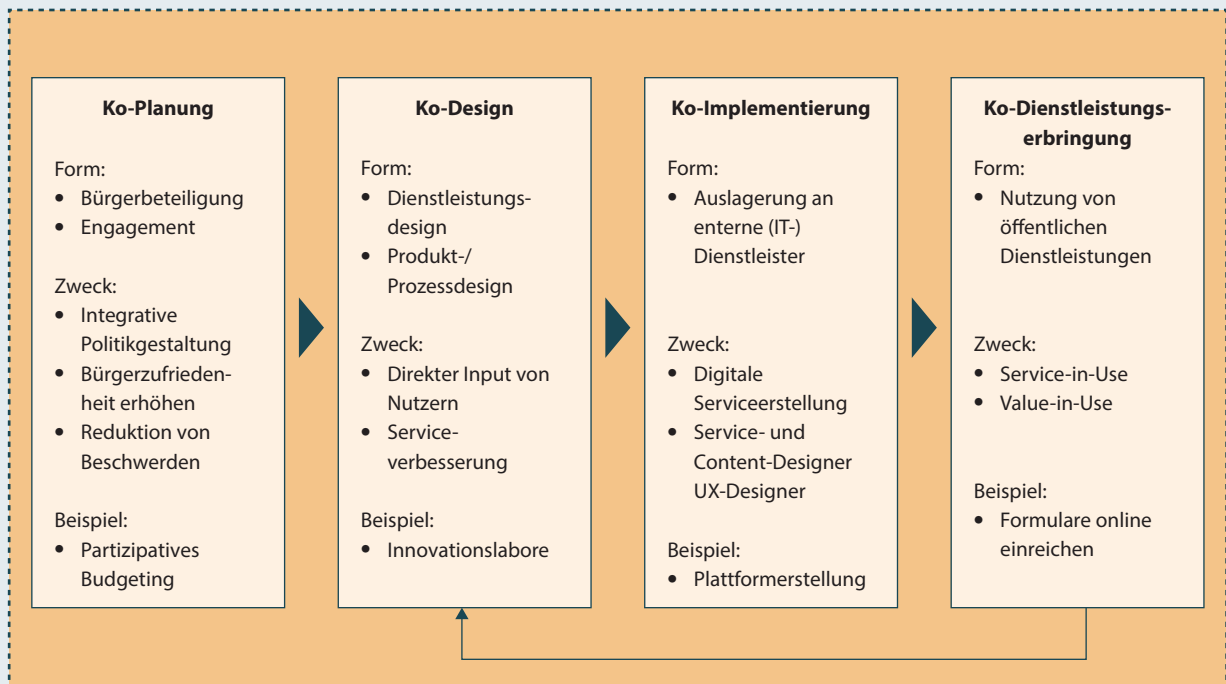 Ko-Planung
Form:
• Bürgerbeteiligung
• Engagement
Zweck:
• Integrative
Politikgestaltung
• Bürgerzufrieden-
heit erhöhen
• Reduktion von
Beschwerden
Beispiel:
• Partizipatives
Budgeting
Ko-Design
Form:
• Dienstleistungs-
design
• Produkt-/
Prozessdesign
Zweck:
• Direkter Input von
Nutzern
• Service-
verbesserung
Beispiel:
• Innovationslabore
Ko-Implementierung
Form:
• Auslagerung an
enterne (IT-)
Dienstleister
Zweck:
• Digitale
Serviceerstellung
• Service- und
Content-Designer
UX-Designer
Beispiel:
• Plattformerstellung
Ko-Dienstleistungs-
erbringung
Form:
• Nutzung von
öffentlichen
Dienstleistungen
Zweck:
• Service-in-Use
• Value-in-Use
Beispiel:
• Formulare online
einreichen